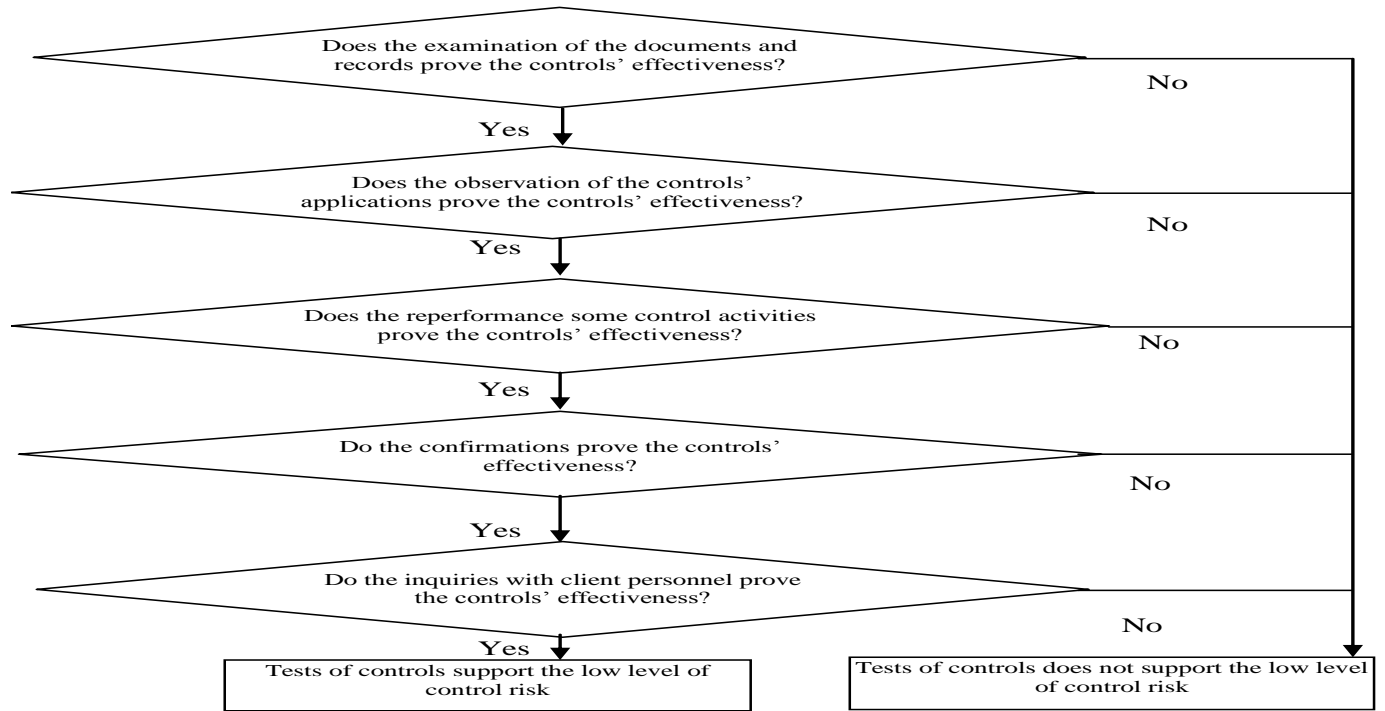 Does the examination of the documents and
records prove the controls’ effectiveness?
No
Yes
Does the observation of the controls’
applications prove the controls’ effectiveness?
No
Yes
Does the reperformance some control activities
prove the controls’ effectiveness?
No
Yes
Do the confirmations prove the controls’
effectiveness?
No
Yes
Do the inquiries with client personnel prove
the controls’ effectiveness?
No
Yes
Tests of controls support the low level of
control risk
Tests of controls does not support the low level
of control risk